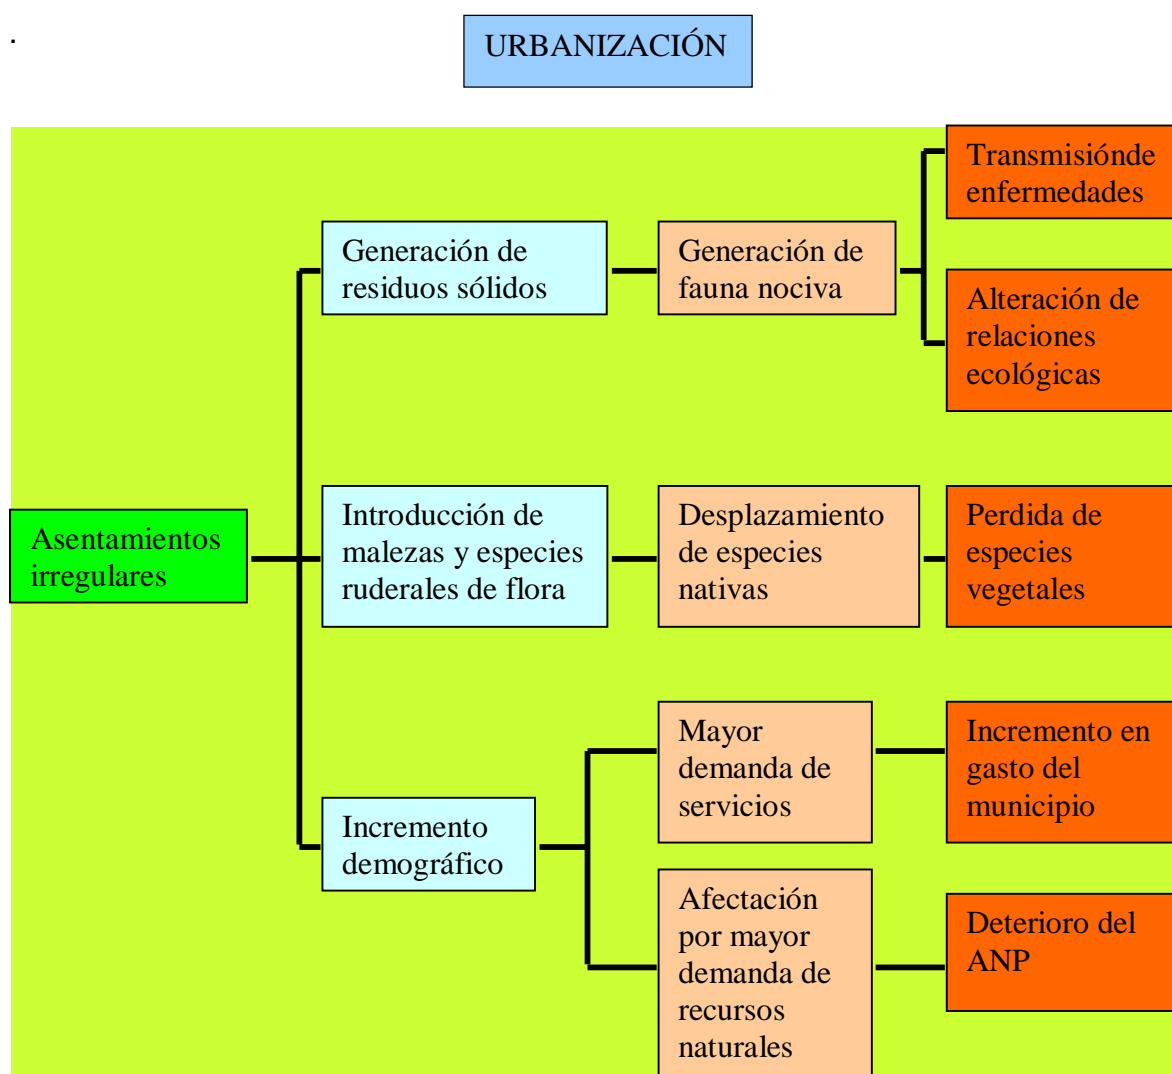 .
URBANIZACIÓN
Transmisiónde
enfermedades
Generación de
residuos sólidos
Generación de
fauna nociva
Alteración de
relaciones
ecológicas
Asentamientos
irregulares
Introducción de
malezas y especies
ruderales de flora
Desplazamiento
de especies
nativas
Perdida de
especies
vegetales
Mayor
demanda de
servicios
Incremento en
gasto del
municipio
Incremento
demográfico
Afectación
por mayor
demanda de
recursos
naturales
Deterioro del
ANP